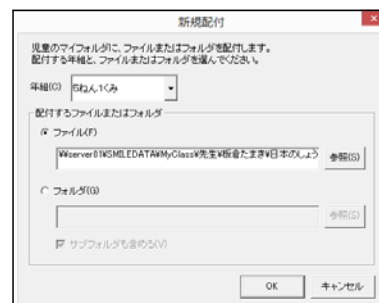 新規配付
児童のマイフォルダに、ファイルまたはフォルダを配付します。
配付する年組と、ファイルまたはフォルダを選んでください。
年組(C) 5ねん1くみ
配付するファイルまたはフォルダ
ファイル(F)
¥¥server01¥SMILEDATA¥MyClass¥先生¥板倉たまき¥日本のしょう 参照(S)
フォルダ(G)
参照(S)
サブフォルダも含める(V)
OK キャンセル